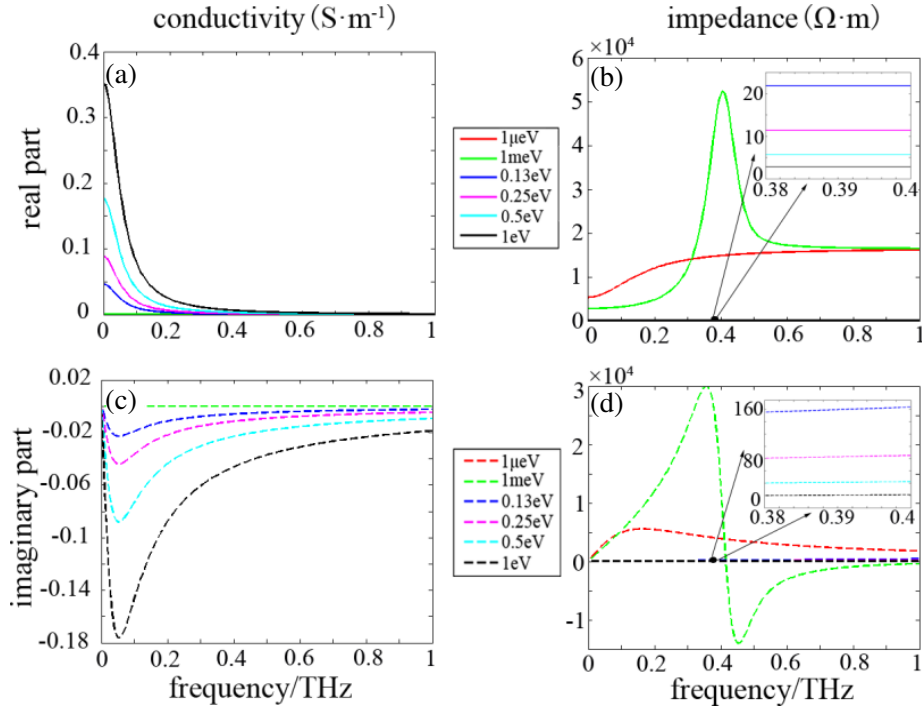 conductivity (S·m⁻¹)
impedance (Ω·m)
real part
(a)
0.4
0.3
0.2
0.1
0
0 0.2 0.4 0.6 0.8 1
1μeV
1meV
0.13eV
0.25eV
0.5eV
1eV
×10⁴
(b)
6
5
4
3
2
1
0
0 0.2 0.4 0.6 0.8 1
20
10
0
0.38 0.39 0.4
imaginary part
(c)
0.02
-0.02
-0.06
-0.1
-0.14
-0.18
0 0.2 0.4 0.6 0.8 1
frequency/THz
1μeV
1meV
0.13eV
0.25eV
0.5eV
1eV
×10⁴
(d)
3
2
1
0
-1
0 0.2 0.4 0.6 0.8 1
frequency/THz
160
80
0
0.38 0.39 0.4